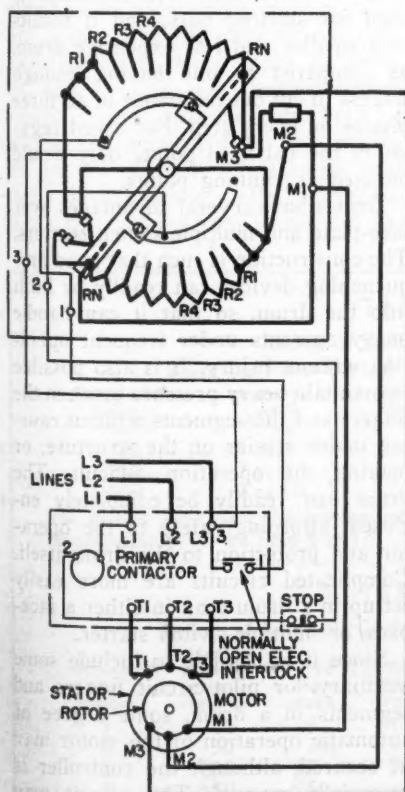 R4
R3
R2
R1
RN
M3
M2
M1
3
2
1
RN
R4
R3
R2
R1
L3
LINES L2
L1
L1 L2 L3 3
2
PRIMARY
CONTACTOR
STOP
T1 T2 T3
NORMALLY
OPEN ELEC.
INTERLOCK
T2
T3
STATOR
ROTOR
MOTOR
M1
M3
M2